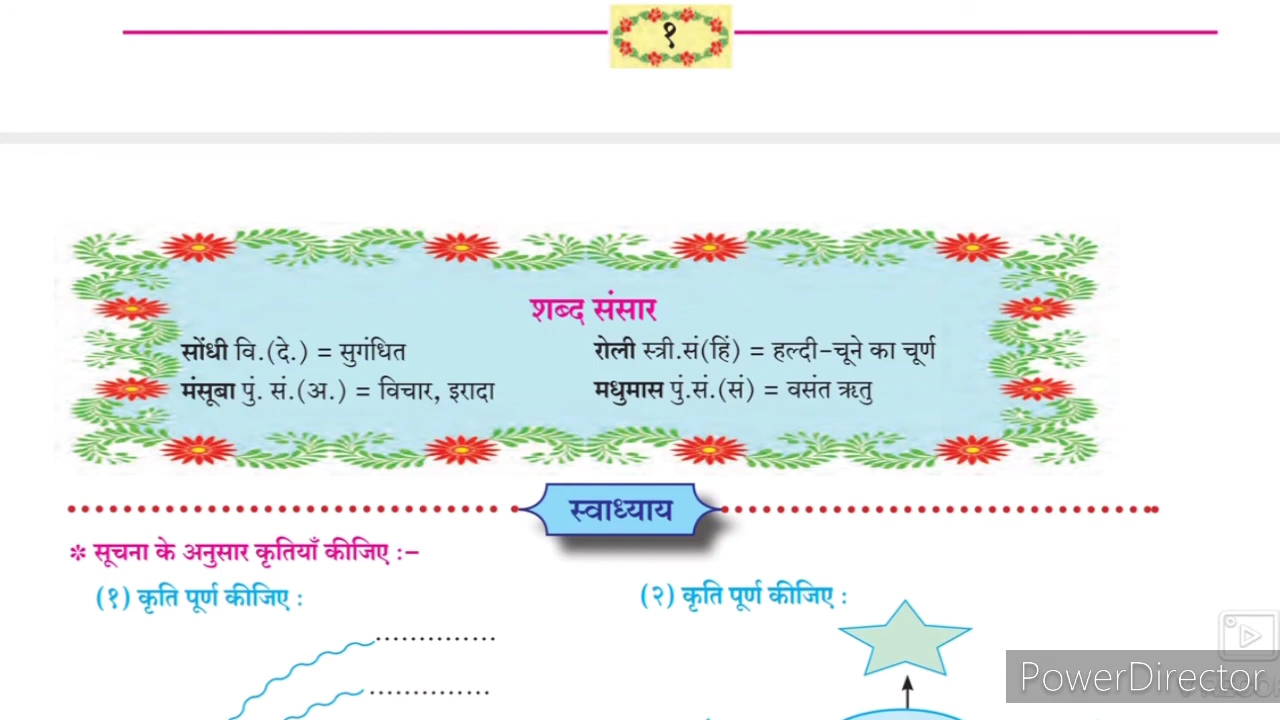 १
शब्द संसार
सोंधी वि.(दे.) = सुगंधित
रोली स्त्री.सं(हिं) = हल्दी-चूने का चूर्ण
मंसूबा पुं. सं.(अ.) = विचार, इरादा
मधुमास पुं.सं.(सं) = वसंत ऋतु
स्वाध्याय
* सूचना के अनुसार कृतियाँ कीजिए :-
(१) कृति पूर्ण कीजिए :
(२) कृति पूर्ण कीजिए :
..............
..............
PowerDirector